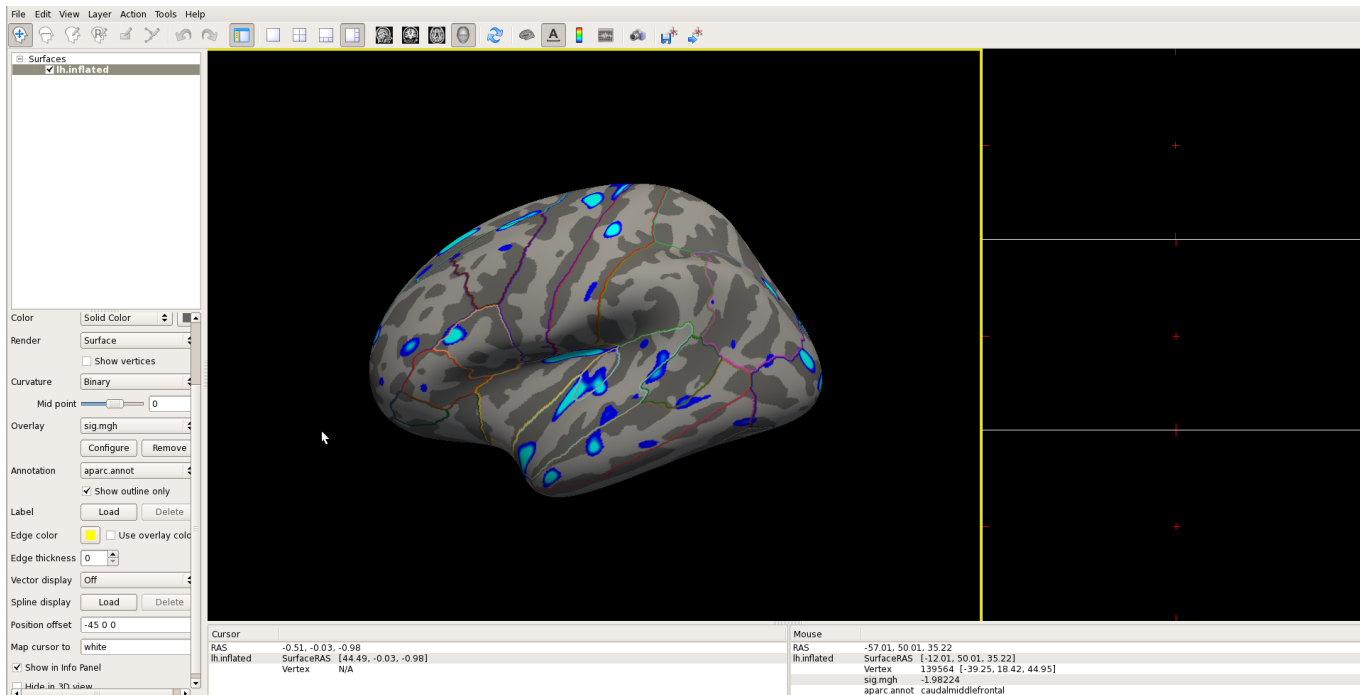 File Edit View Layer Action Tools Help
A
Surfaces
lh.inflated
Color Solid Color
Render Surface
Show vertices
Curvature Binary
Mid point 0
Overlay sig.mgh
Configure Remove
Annotation aparc.annot
Show outline only
Label Load Delete
Edge color Use overlay colo
Edge thickness 0
Vector display Off
Spline display Load Delete
Position offset -45 0 0
Map cursor to white
Show in Info Panel
Hide in 3D view
Cursor
RAS -0.51, -0.03, -0.98
lh.inflated SurfaceRAS [44.49, -0.03, -0.98]
Vertex N/A
Mouse
RAS -57.01, 50.01, 35.22
lh.inflated SurfaceRAS [-12.01, 50.01, 35.22]
Vertex 139564 [-39.25, 18.42, 44.95]
sig.mgh -1.98224
aparc.annot caudalmiddlefrontal